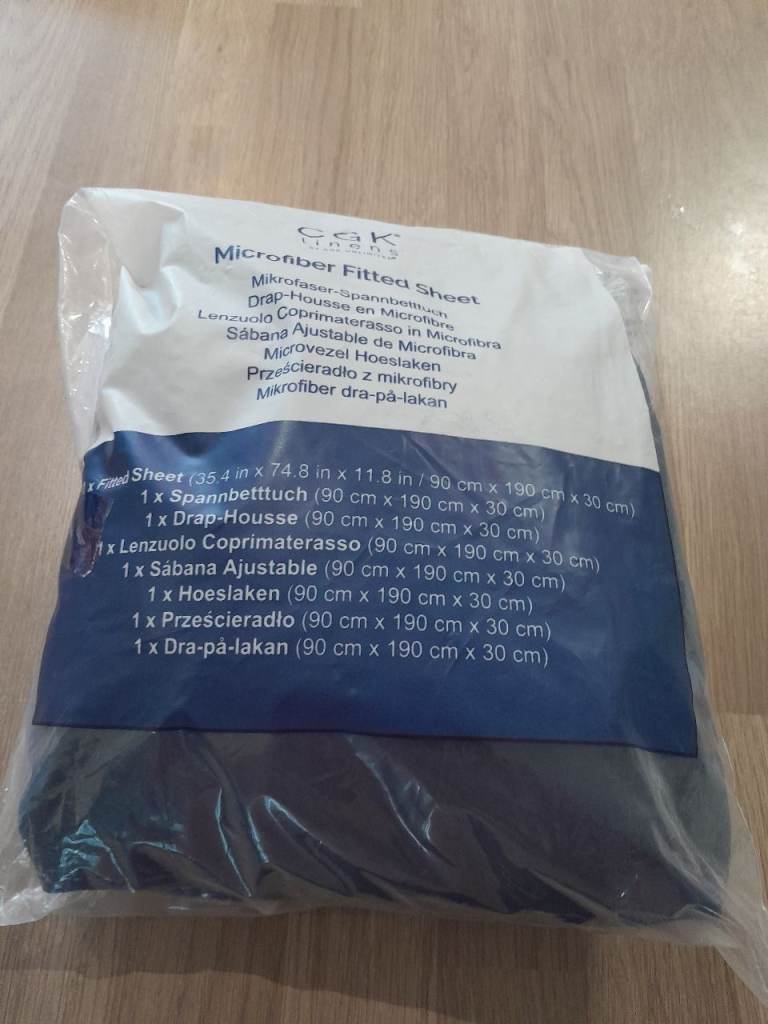 CGK
linens
BY CGK UNLIMITED
Microfiber Fitted Sheet
Mikrofaser-Spannbetttuch
Drap-Housse en Microfibre
Lenzuolo Coprimaterasso in Microfibra
Sábana Ajustable de Microfibra
Microvezel Hoeslaken
Prześcieradło z mikrofibry
Mikrofiber dra-på-lakan
x Fitted Sheet (35.4 in x 74.8 in x 11.8 in / 90 cm x 190 cm x 30 cm)
1 x Spannbetttuch (90 cm x 190 cm x 30 cm)
1 x Drap-Housse (90 cm x 190 cm x 30 cm)
1 x Lenzuolo Coprimaterasso (90 cm x 190 cm x 30 cm)
1 x Sábana Ajustable (90 cm x 190 cm x 30 cm)
1 x Hoeslaken (90 cm x 190 cm x 30 cm)
1 x Prześcieradło (90 cm x 190 cm x 30 cm)
1 x Dra-på-lakan (90 cm x 190 cm x 30 cm)